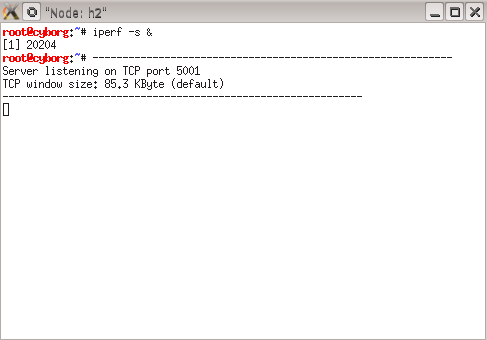 "Node: h2"
root@cyborg:~# iperf -s &
[1] 20204
root@cyborg:~# ------------------------------------------------------------
Server listening on TCP port 5001
TCP window size: 85.3 KByte (default)
------------------------------------------------------------